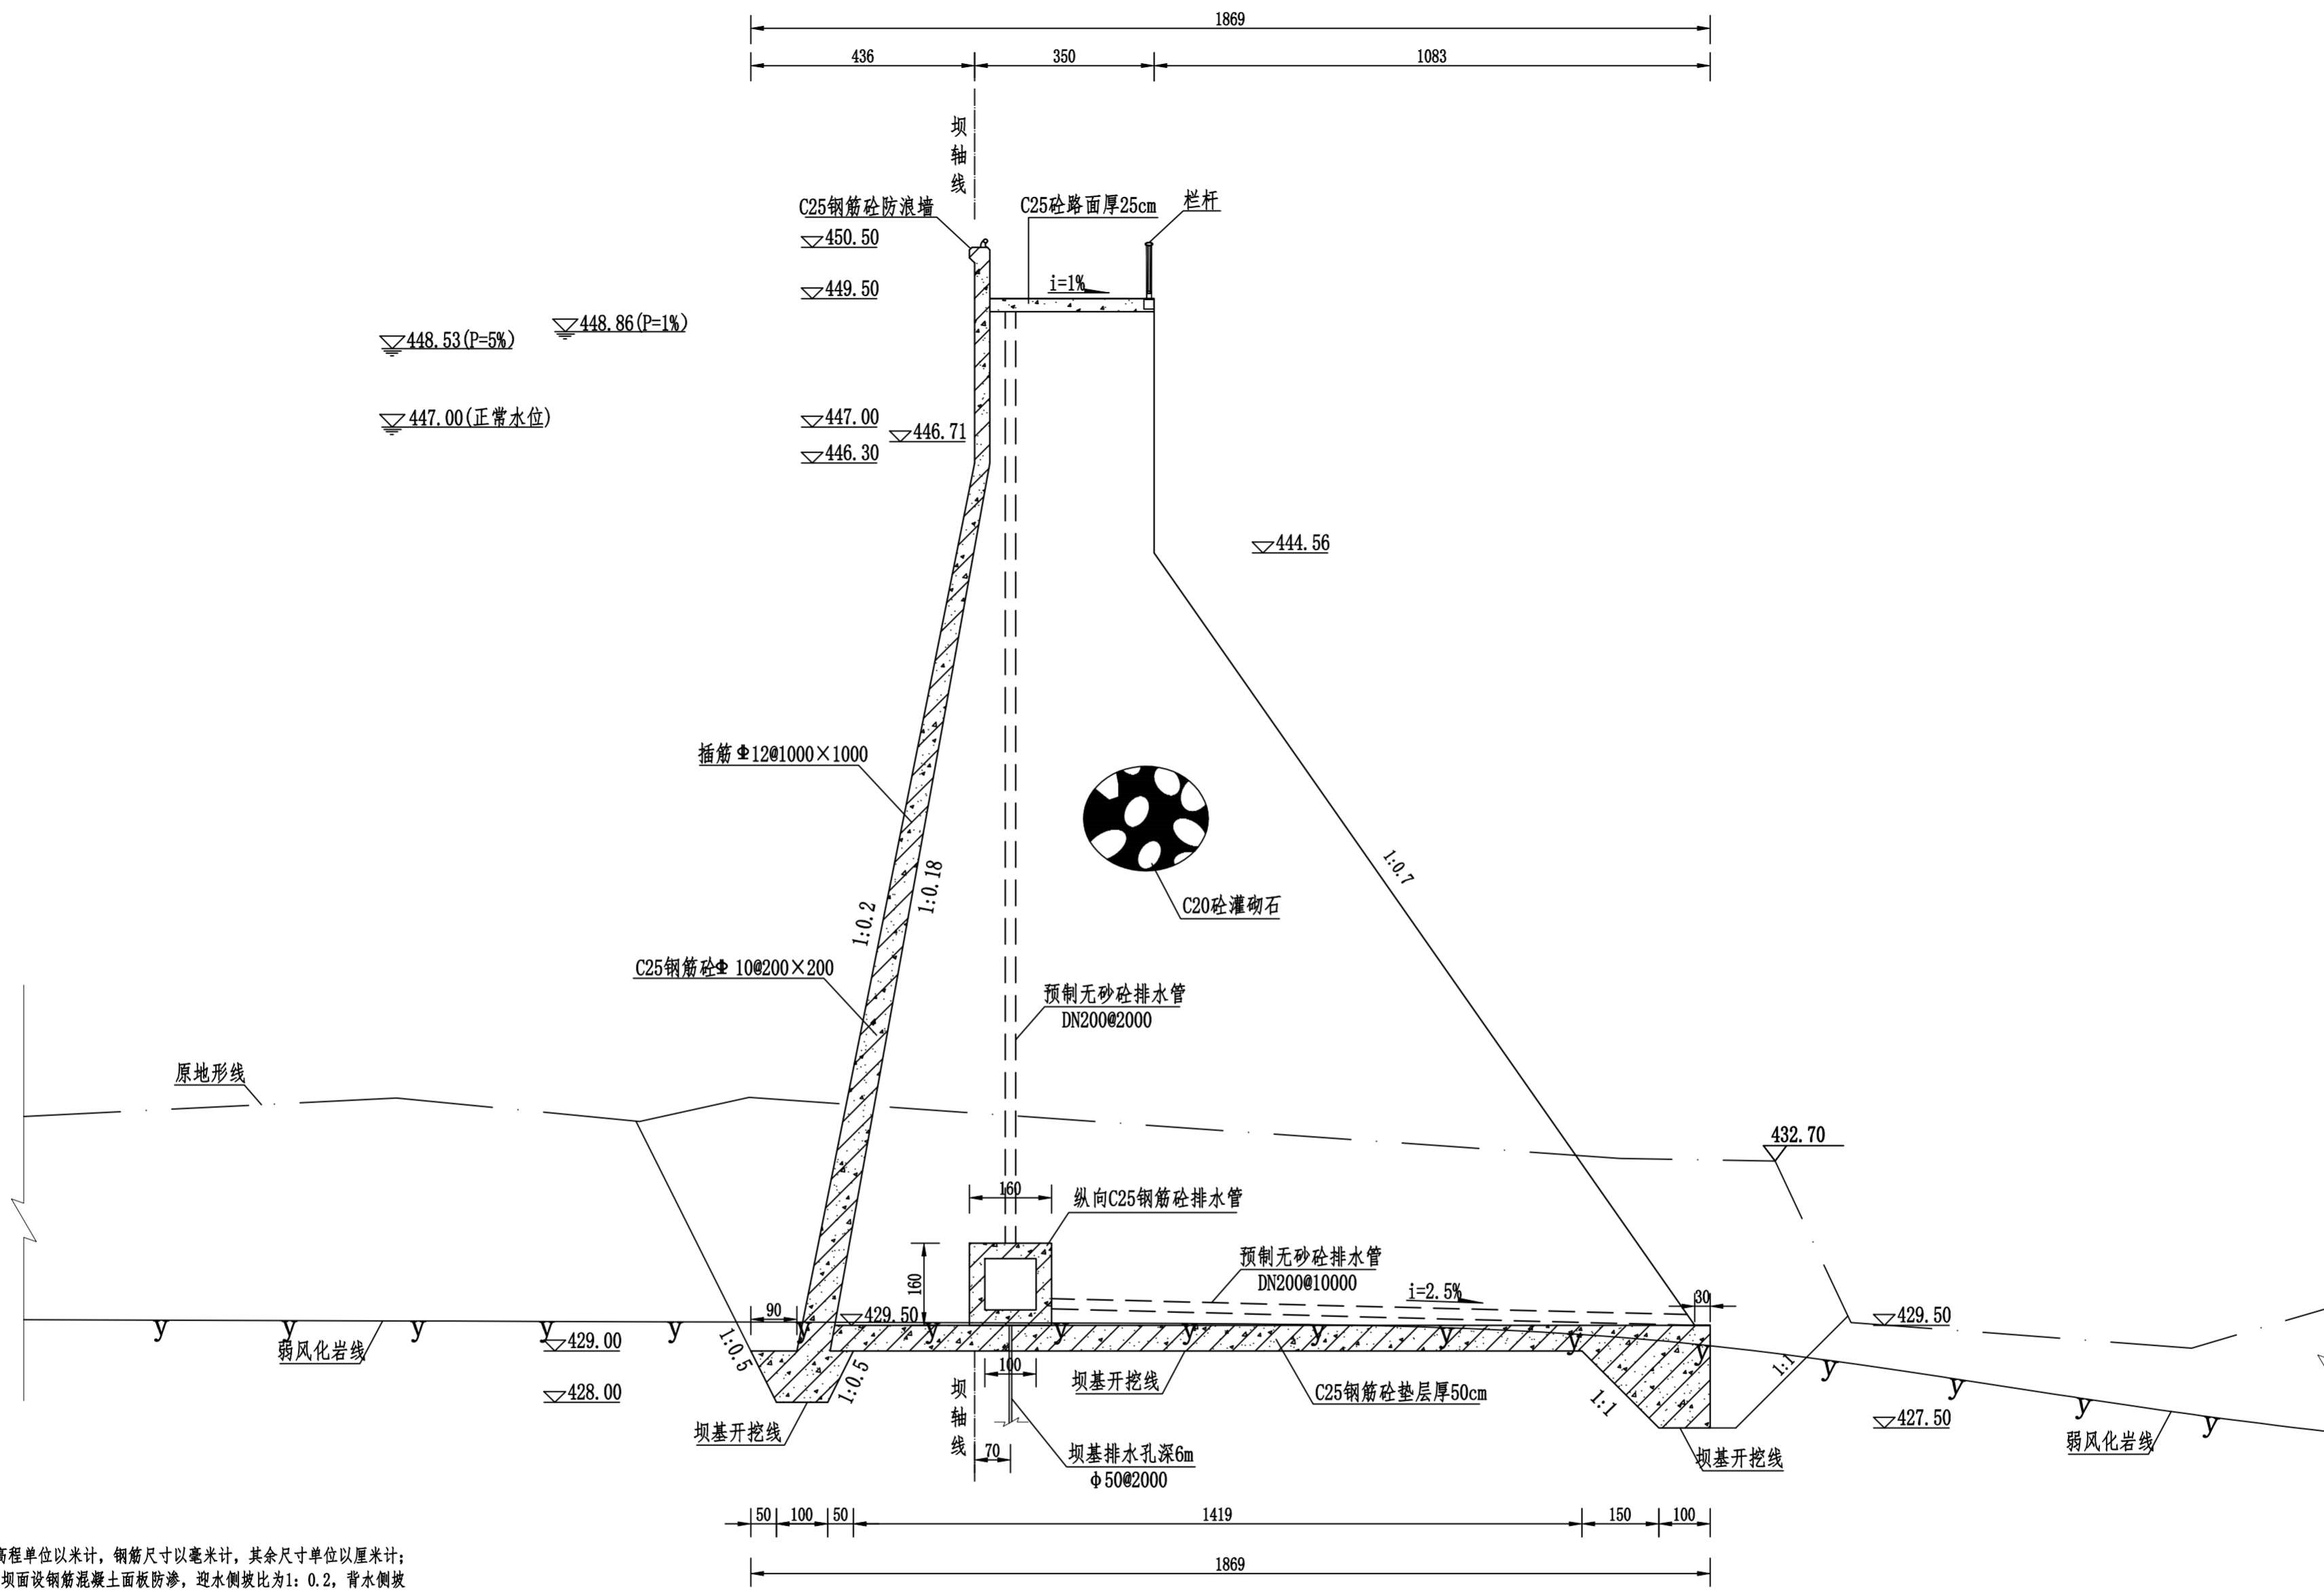 1869
436
350
1083
坝轴线
C25钢筋砼防浪墙
C25砼路面厚25cm
栏杆
450.50
449.50
i=1%
448.86(P=1%)
448.53(P=5%)
447.00(正常水位)
447.00
446.71
446.30
444.56
插筋Φ12@1000×1000
1:0.2
1:0.18
1:0.7
C20砼灌砌石
C25钢筋砼Φ 10@200×200
预制无砂砼排水管
DN200@2000
原地形线
432.70
160
纵向C25钢筋砼排水管
160
预制无砂砼排水管
DN200@10000
i=2.5%
30
90
429.50
429.50
y y y y y y y y y y y y y y y y y
弱风化岩线
1:0.5
429.00
428.00
1:0.5
100
坝基开挖线
C25钢筋砼垫层厚50cm
1:1
1:1
427.50
坝基开挖线
坝轴线
70
坝基排水孔深6m
ф50@2000
坝基开挖线
弱风化岩线
50
100
50
1419
150
100
1869
高程单位以米计，钢筋尺寸以毫米计，其余尺寸单位以厘米计；
坝面设钢筋混凝土面板防渗，迎水侧坡比为1：0.2，背水侧坡